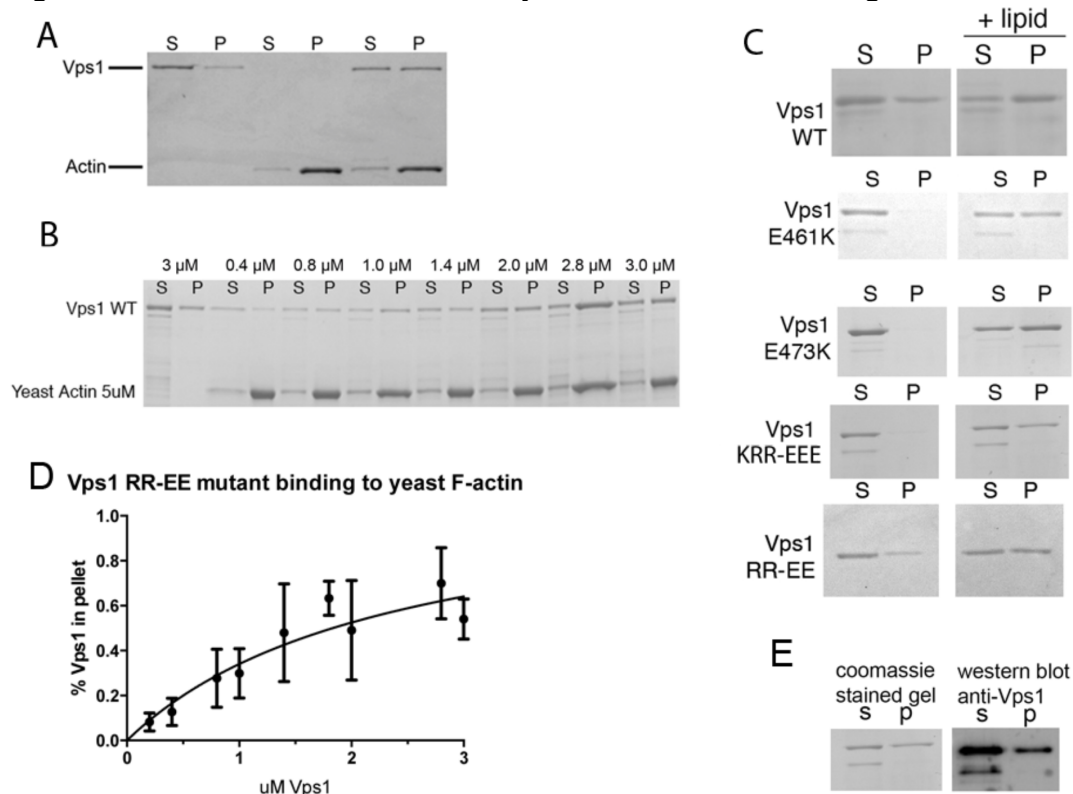 A
S P S P S P
Vps1
Actin
B
3 µM 0.4 µM 0.8 µM 1.0 µM 1.4 µM 2.0 µM 2.8 µM 3.0 µM
S P S P S P S P S P S P S P S P
Vps1 WT
Yeast Actin 5uM
C
+ lipid
S P S P
Vps1
WT
S P S P
Vps1
E461K
S P S P
Vps1
E473K
S P S P
Vps1
KRR-EEE
S P S P
Vps1
RR-EE
D
Vps1 RR-EE mutant binding to yeast F-actin
% Vps1 in pellet
1.0
0.8
0.6
0.4
0.2
0.0
0 1 2 3
uM Vps1
E
coomassie
stained gel
s p
western blot
anti-Vps1
s p